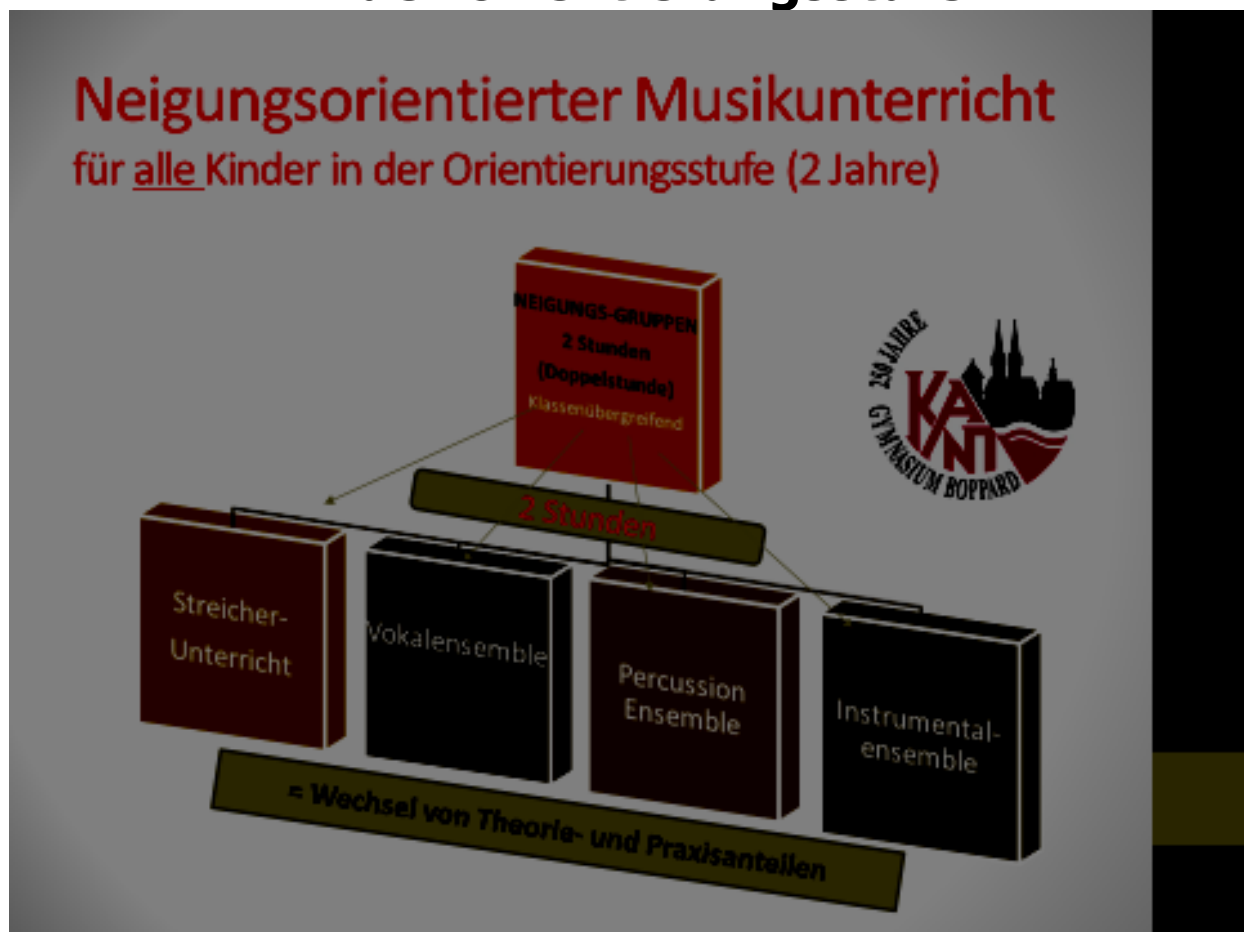 Neigungsorientierter Musikunterricht
für alle Kinder in der Orientierungsstufe (2 Jahre)
NEIGUNGS-GRUPPEN
2 Stunden
(Doppelstunde)
Klassenübergreifend
250 JAHRE
KANT
GYMNASIUM BOPPARD
2 Stunden
Streicher-
Unterricht
Vokalensemble
Percussion
Ensemble
Instrumental-
ensemble
= Wechsel von Theorie- und Praxisanteilen